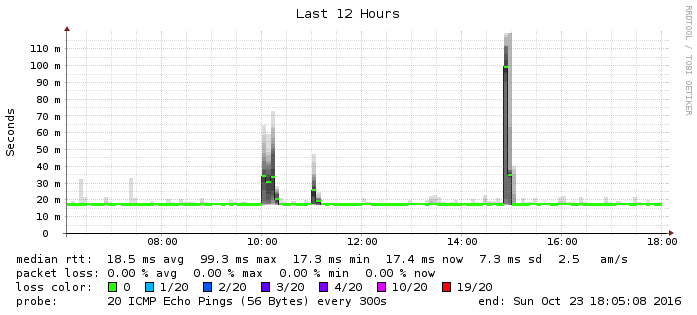 Last 12 Hours
RRDTOOL / TOBI OETIKER
Seconds
110 m
100 m
90 m
80 m
70 m
60 m
50 m
40 m
30 m
20 m
10 m
0
08:00 10:00 12:00 14:00 16:00 18:00
median rtt: 18.5 ms avg 99.3 ms max 17.3 ms min 17.4 ms now 7.3 ms sd 2.5 am/s
packet loss: 0.00 % avg 0.00 % max 0.00 % min 0.00 % now
loss color: 0 1/20 2/20 3/20 4/20 10/20 19/20
probe: 20 ICMP Echo Pings (56 Bytes) every 300s end: Sun Oct 23 18:05:08 2016